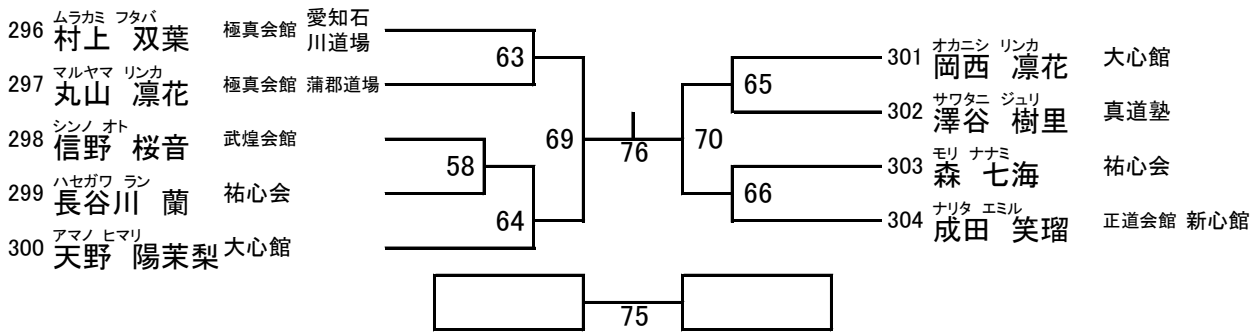 ムラカミ フタバ
296 村上 双葉 極真会館 愛知石川道場
63
マルヤマ リンカ
297 丸山 凛花 極真会館 蒲郡道場
シンノ オト
298 信野 桜音 武煌会館
58
69
ハセガワ ラン
299 長谷川 蘭 祐心会
64
アマノ ヒマリ
300 天野 陽茉梨 大心館
76
オカニシ リンカ
301 岡西 凛花 大心館
65
サワタニ ジュリ
302 澤谷 樹里 真道塾
70
モリ ナナミ
303 森 七海 祐心会
66
ナリタ エミル
304 成田 笑瑠 正道会館 新心館
75